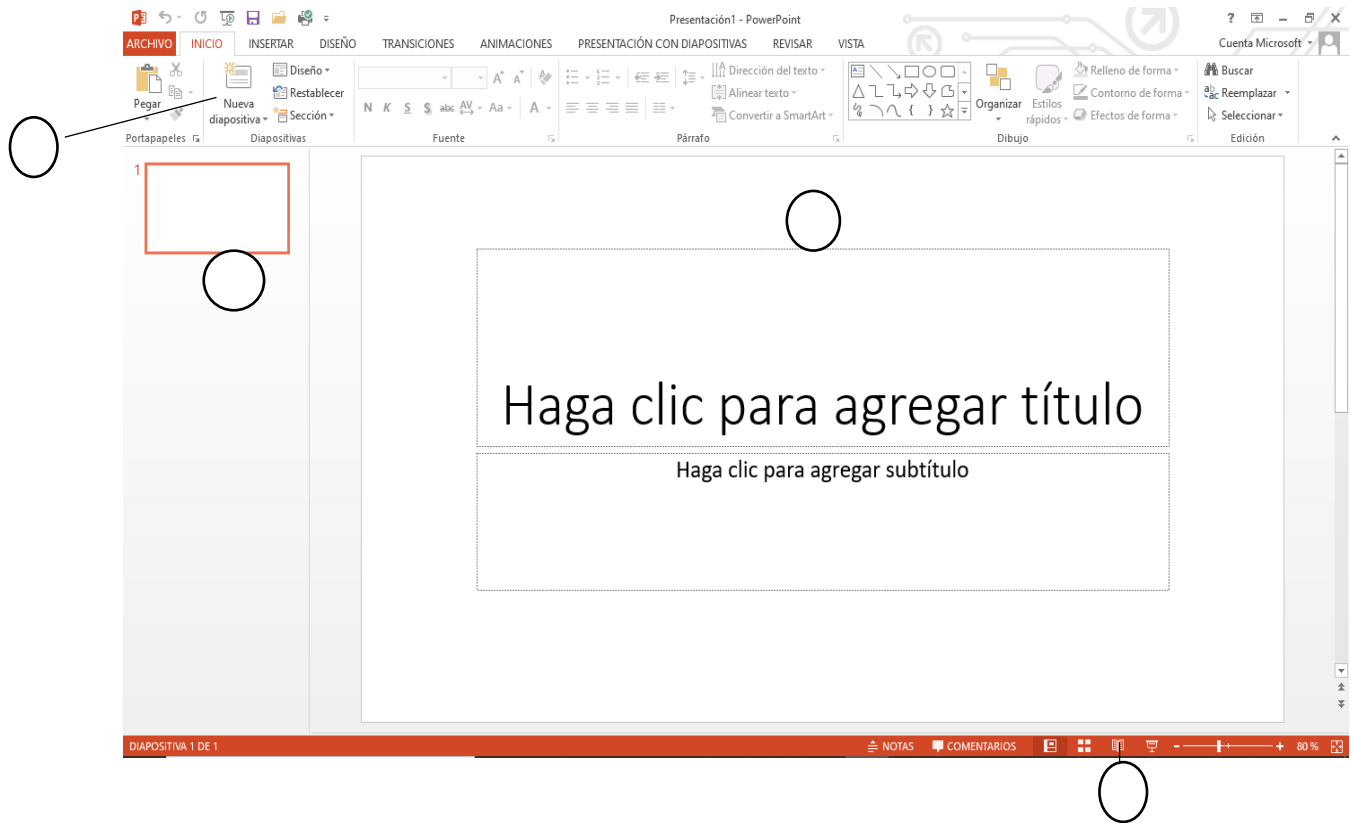 Presentación1 - PowerPoint
?
ARCHIVO INICIO INSERTAR DISEÑO TRANSICIONES ANIMACIONES PRESENTACIÓN CON DIAPOSITIVAS REVISAR VISTA Cuenta Microsoft
Pegar
Nueva diapositiva
Diseño
Restablecer
Sección
N K S S abc AV Aa A
A A
Dirección del texto
Alinear texto
Convertir a SmartArt
Organizar
Estilos rápidos
Relleno de forma
Contorno de forma
Efectos de forma
Buscar
Reemplazar
Seleccionar
Portapapeles Diapositivas Fuente Párrafo Dibujo Edición
1
Haga clic para agregar título
Haga clic para agregar subtítulo
DIAPOSITIVA 1 DE 1 NOTAS COMENTARIOS 80 %